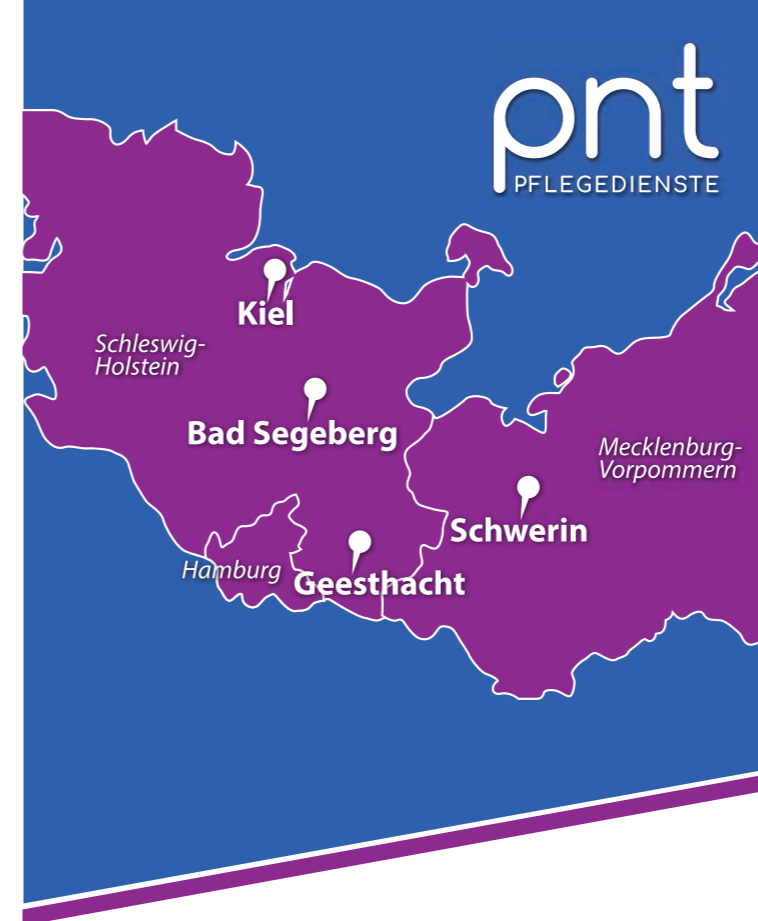 pnt
PFLEGEDIENSTE
Kiel
Schleswig-
Holstein
Bad Segeberg
Mecklenburg-
Vorpommern
Schwerin
Hamburg
Geesthacht